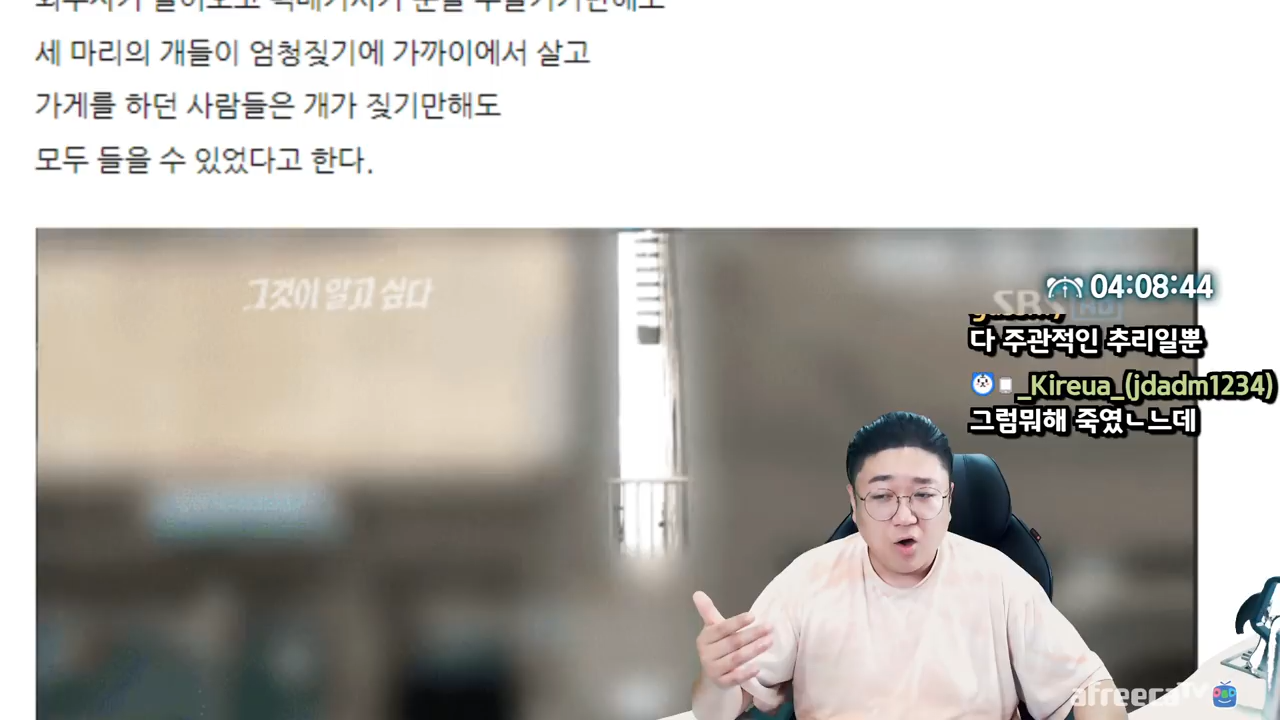 세 마리의 개들이 엄청짖기에 가까이에서 살고
가게를 하던 사람들은 개가 짖기만해도
모두 들을 수 있었다고 한다.
그것이 알고 싶다
04:08:44
SBS HD
다 주관적인 추리일뿐
_Kireua_(jdadm1234)
그럼뭐해 죽였ㄴ느데
afreecaTV